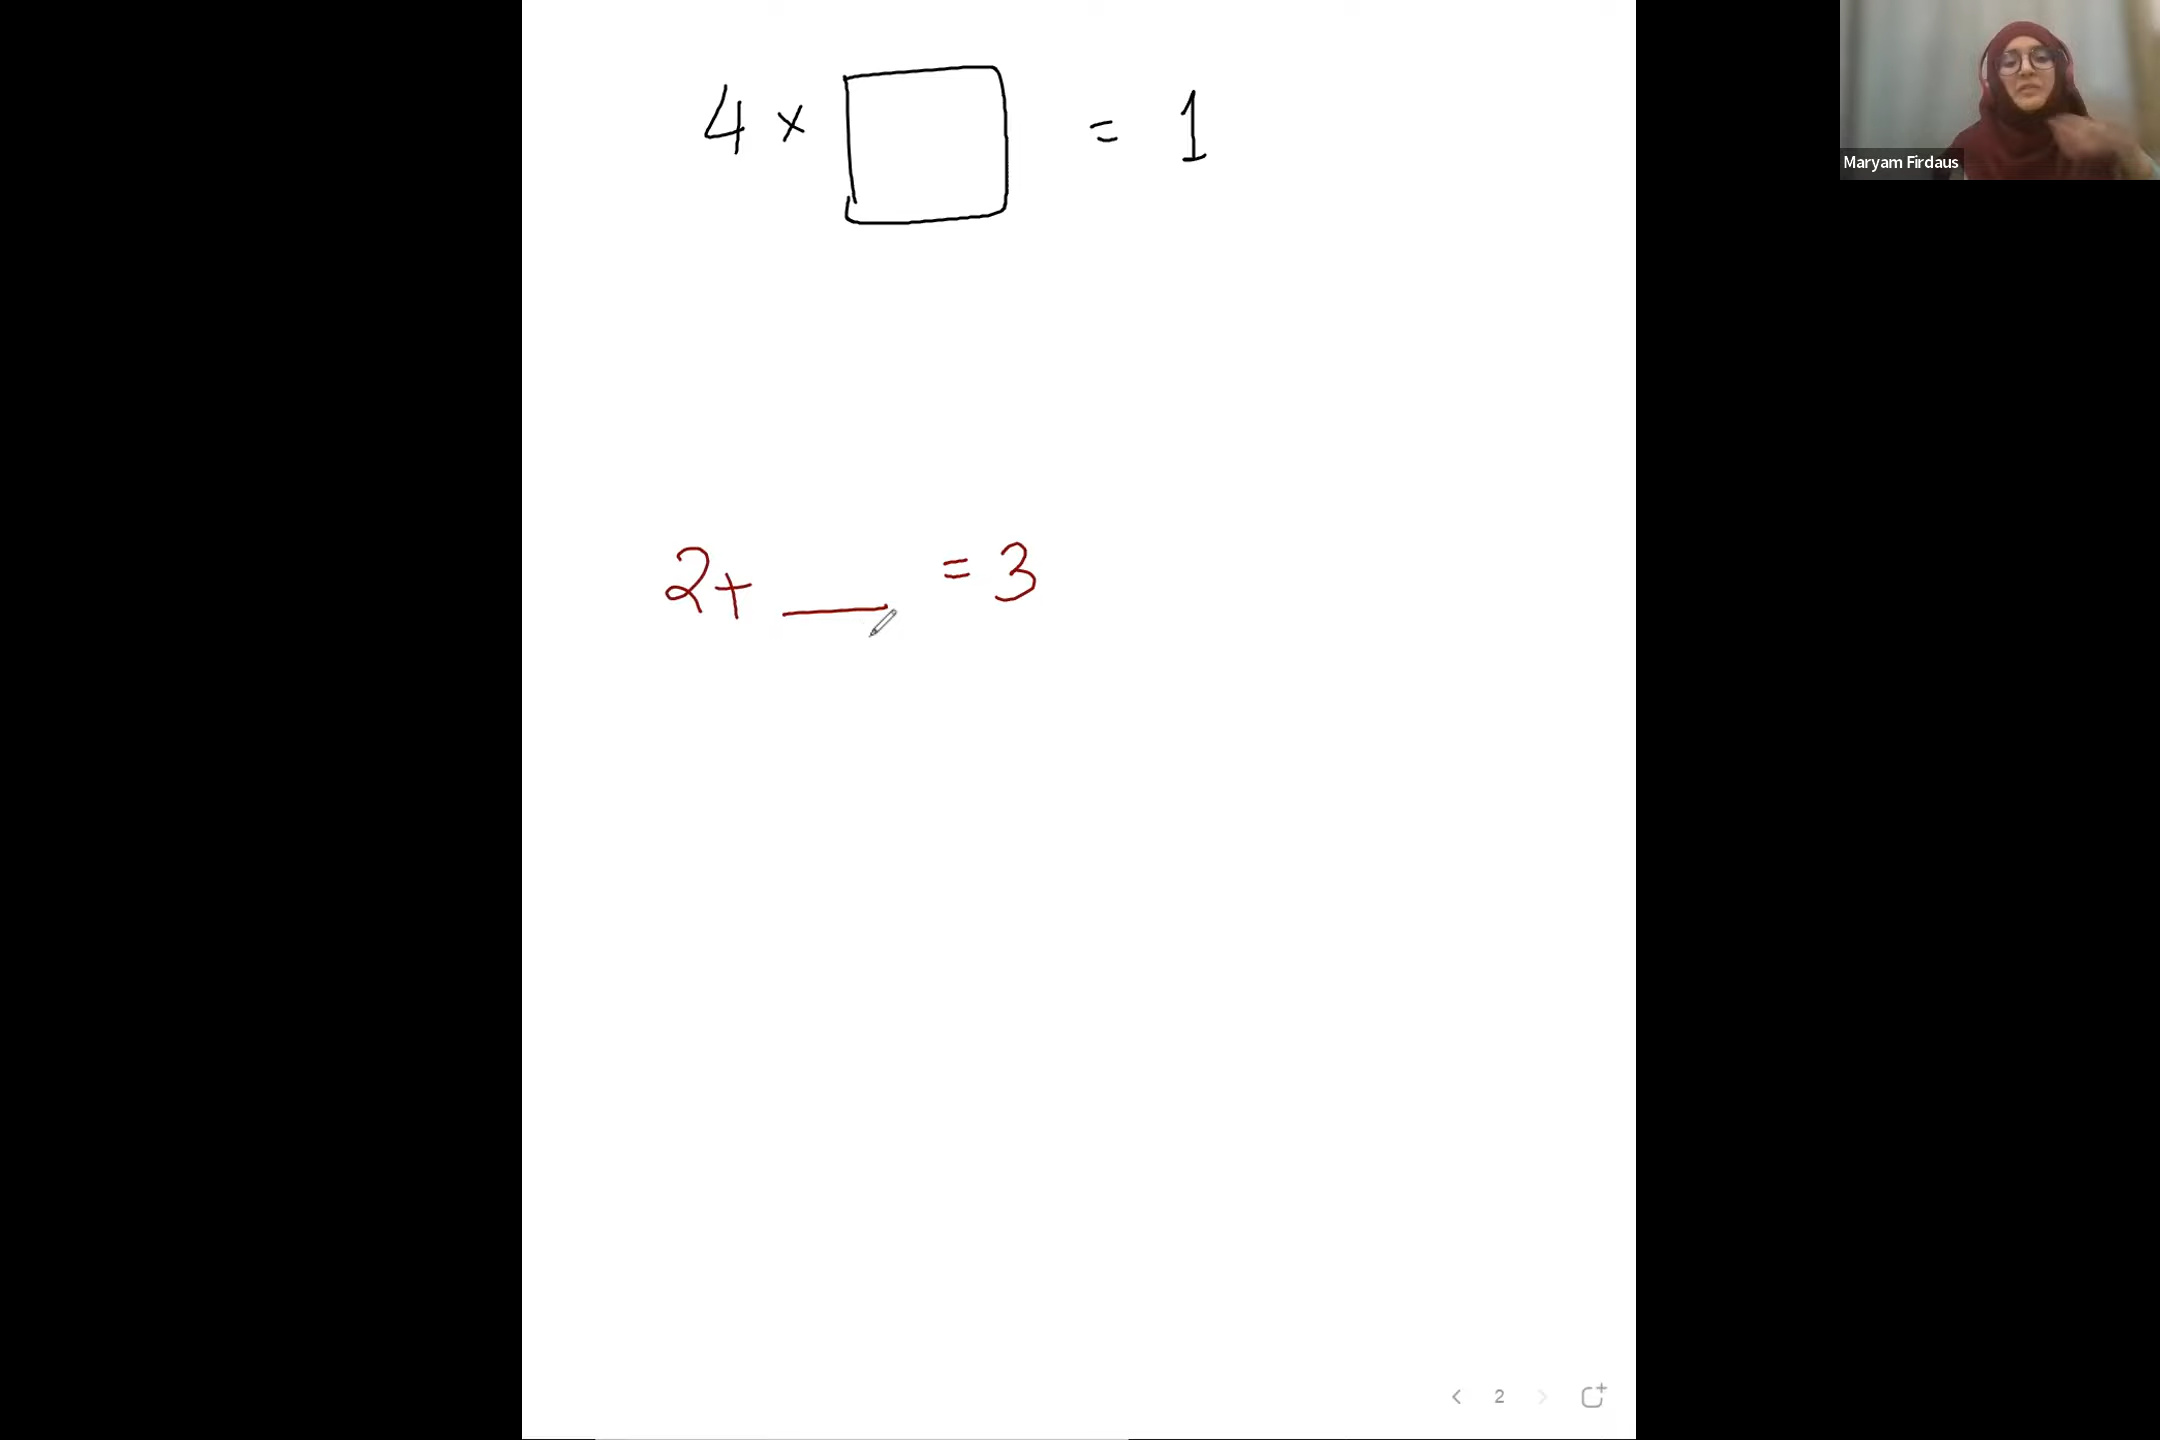 4 × □ = 1
Maryam Firdaus
2+ ___ = 3
< 2 >